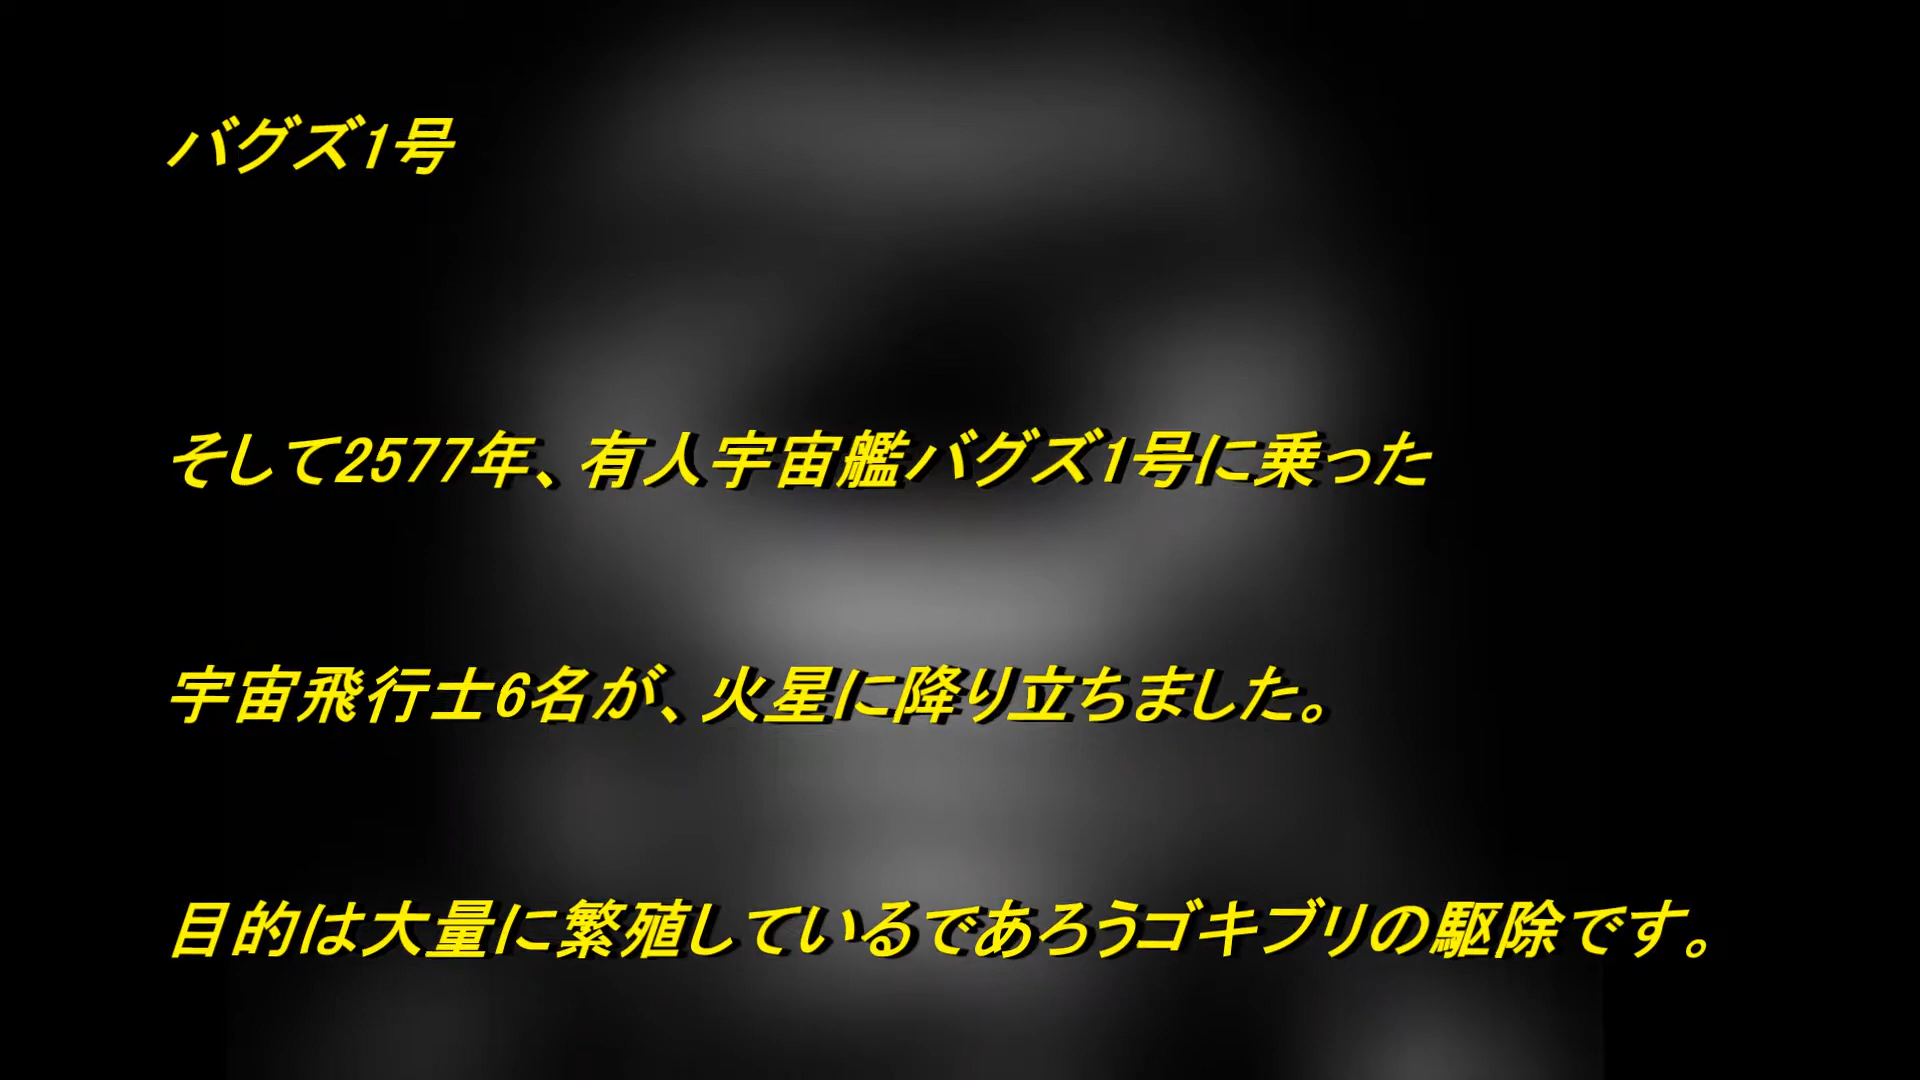 バグズ1号
そして2577年、有人宇宙艦バグズ1号に乗った
宇宙飛行士6名が、火星に降り立ちました。
目的は大量に繁殖しているであろうゴキブリの駆除です。